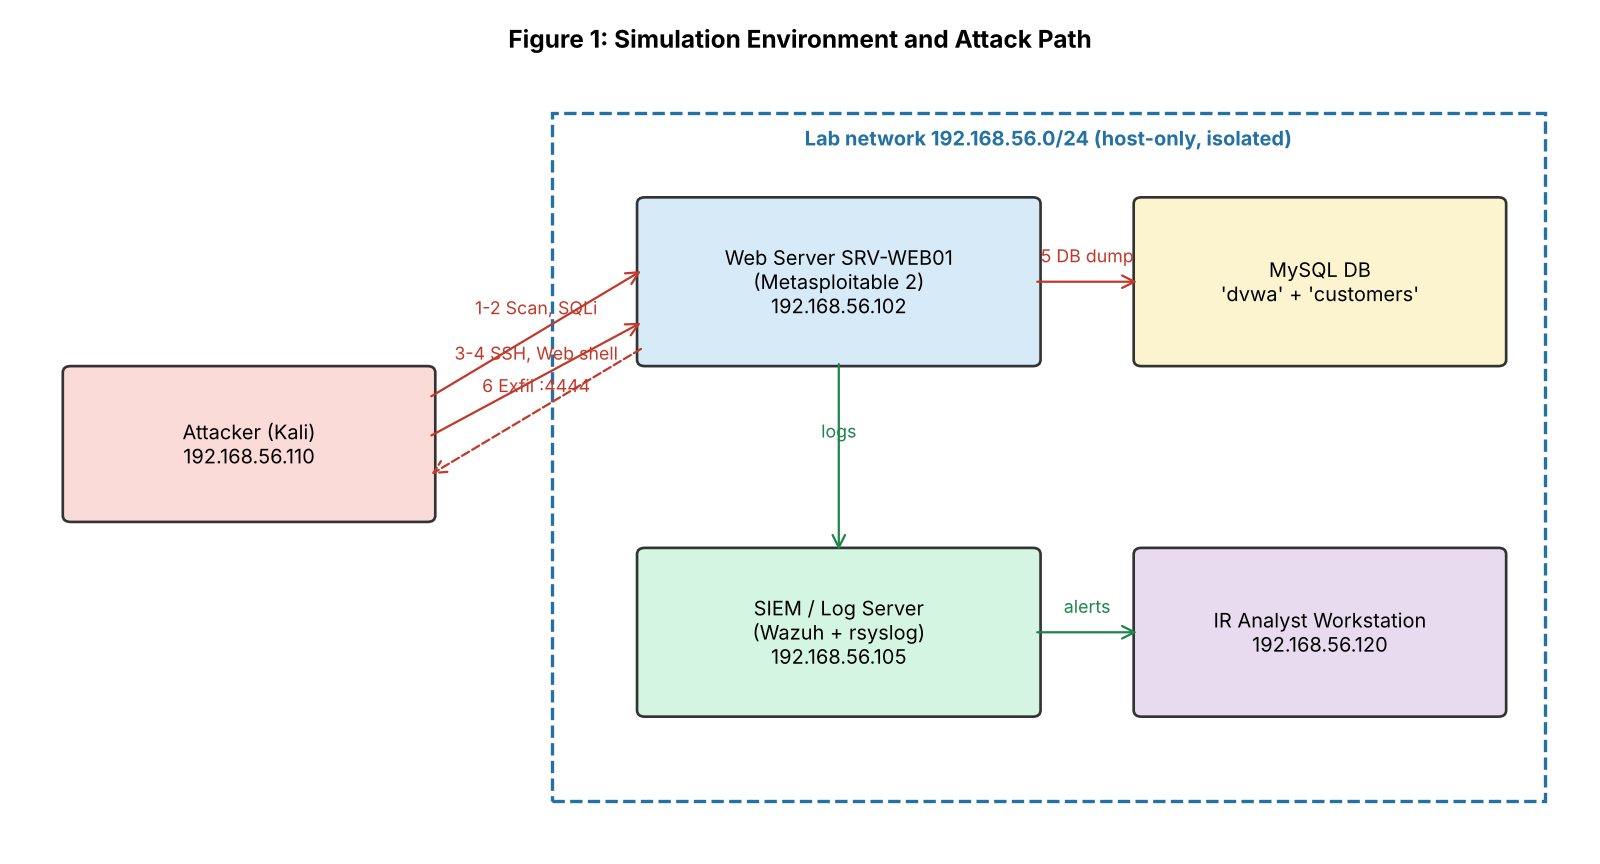 Figure 1: Simulation Environment and Attack Path
Lab network 192.168.56.0/24 (host-only, isolated)
Web Server SRV-WEB01
(Metasploitable 2)
192.168.56.102
5 DB dump
MySQL DB
'dvwa' + 'customers'
1-2 Scan, SQLi
3-4 SSH, Web shell
6 Exfil :4444
Attacker (Kali)
192.168.56.110
logs
SIEM / Log Server
(Wazuh + rsyslog)
192.168.56.105
alerts
IR Analyst Workstation
192.168.56.120